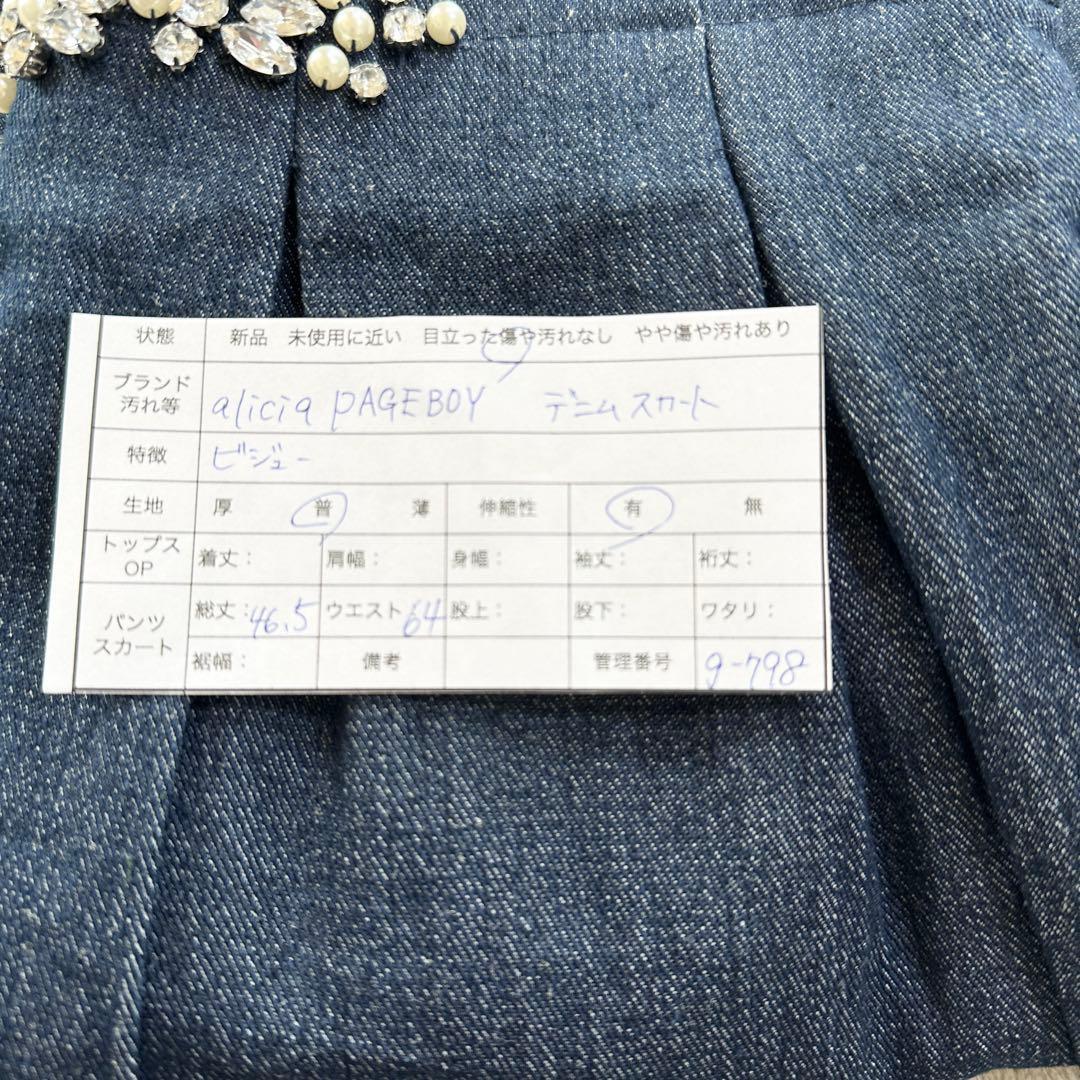 状態 新品 未使用に近い 目立った傷や汚れなし やや傷や汚れあり
ブランド
汚れ等 alicia PAGEBOY デニムスカート
特徴 ビジュー
生地 厚 普 薄 伸縮性 有 無
トップス
OP 着丈: 肩幅: 身幅: 袖丈: 裄丈:
パンツ
スカート 総丈:46.5 ウエスト 64 股上: 股下: ワタリ:
裾幅: 備考 管理番号 g-798